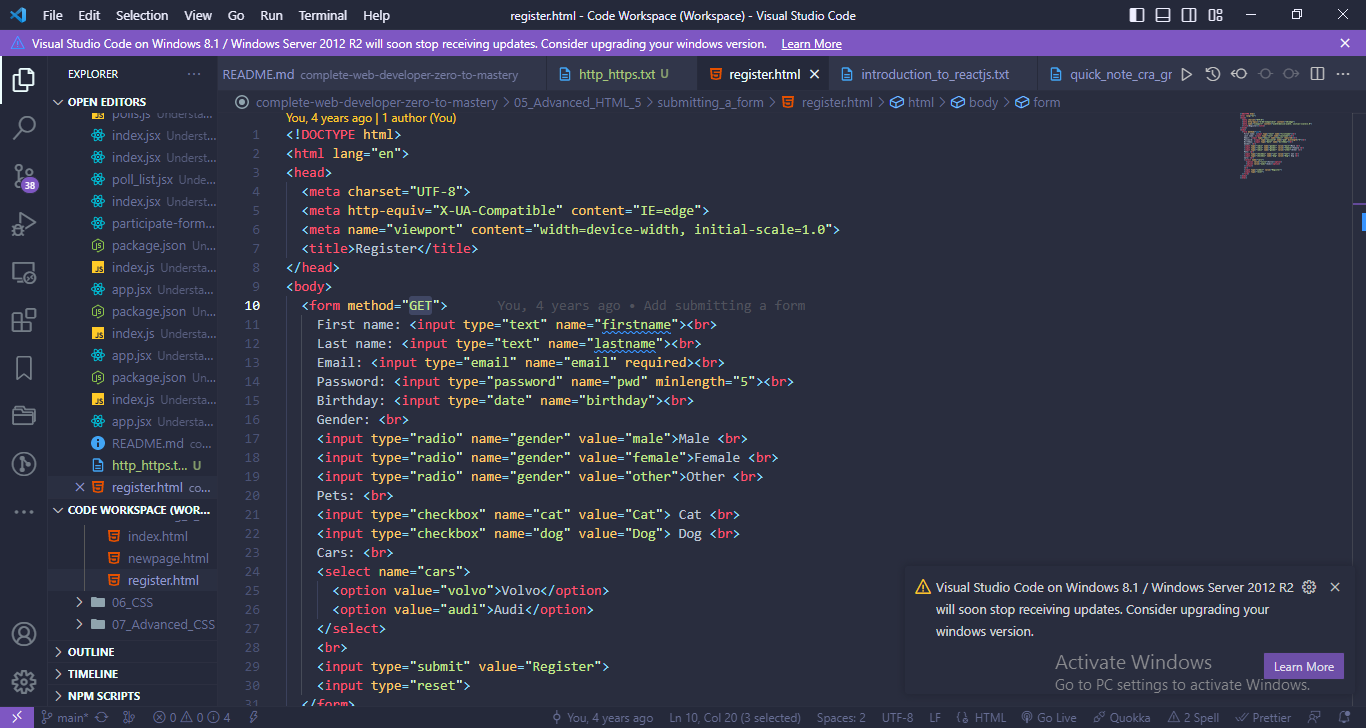 File Edit Selection View Go Run Terminal Help register.html - Code Workspace (Workspace) - Visual Studio Code
Visual Studio Code on Windows 8.1 / Windows Server 2012 R2 will soon stop receiving updates. Consider upgrading your windows version. Learn More
EXPLORER
README.md complete-web-developer-zero-to-mastery http_https.txt U register.html introduction_to_reactjs.txt quick_note_cra_gr
OPEN EDITORS
polls.js Understa...
index.jsx Underst...
index.jsx Underst...
poll_list.jsx Unde...
index.jsx Underst...
participate-form...
package.json Un...
index.js Understa...
app.jsx Understa...
package.json Un...
index.js Understa...
app.jsx Understa...
package.json Un...
index.js Understa...
app.jsx Understa...
README.md co...
http_https.t... U
register.html co...
CODE WORKSPACE (WOR...
index.html
newpage.html
register.html
06_CSS
07_Advanced_CSS
OUTLINE
TIMELINE
NPM SCRIPTS
38
complete-web-developer-zero-to-mastery > 05_Advanced_HTML_5 > submitting_a_form > register.html > html > body > form
You, 4 years ago | 1 author (You)
1 <!DOCTYPE html>
2 <html lang="en">
3 <head>
4 <meta charset="UTF-8">
5 <meta http-equiv="X-UA-Compatible" content="IE=edge">
6 <meta name="viewport" content="width=device-width, initial-scale=1.0">
7 <title>Register</title>
8 </head>
9 <body>
10 <form method="GET"> You, 4 years ago • Add submitting a form
11 First name: <input type="text" name="firstname"><br>
12 Last name: <input type="text" name="lastname"><br>
13 Email: <input type="email" name="email" required><br>
14 Password: <input type="password" name="pwd" minlength="5"><br>
15 Birthday: <input type="date" name="birthday"><br>
16 Gender: <br>
17 <input type="radio" name="gender" value="male">Male <br>
18 <input type="radio" name="gender" value="female">Female <br>
19 <input type="radio" name="gender" value="other">Other <br>
20 Pets: <br>
21 <input type="checkbox" name="cat" value="Cat"> Cat <br>
22 <input type="checkbox" name="dog" value="Dog"> Dog <br>
23 Cars: <br>
24 <select name="cars">
25 <option value="volvo">Volvo</option>
26 <option value="audi">Audi</option>
27 </select>
28 <br>
29 <input type="submit" value="Register">
30 <input type="reset">
31 </form>
Visual Studio Code on Windows 8.1 / Windows Server 2012 R2
will soon stop receiving updates. Consider upgrading your
windows version.
Learn More
Activate Windows
Go to PC settings to activate Windows.
main* 0 0 4 You, 4 years ago Ln 10, Col 20 (3 selected) Spaces: 2 UTF-8 LF HTML Go Live Quokka 2 Spell Prettier